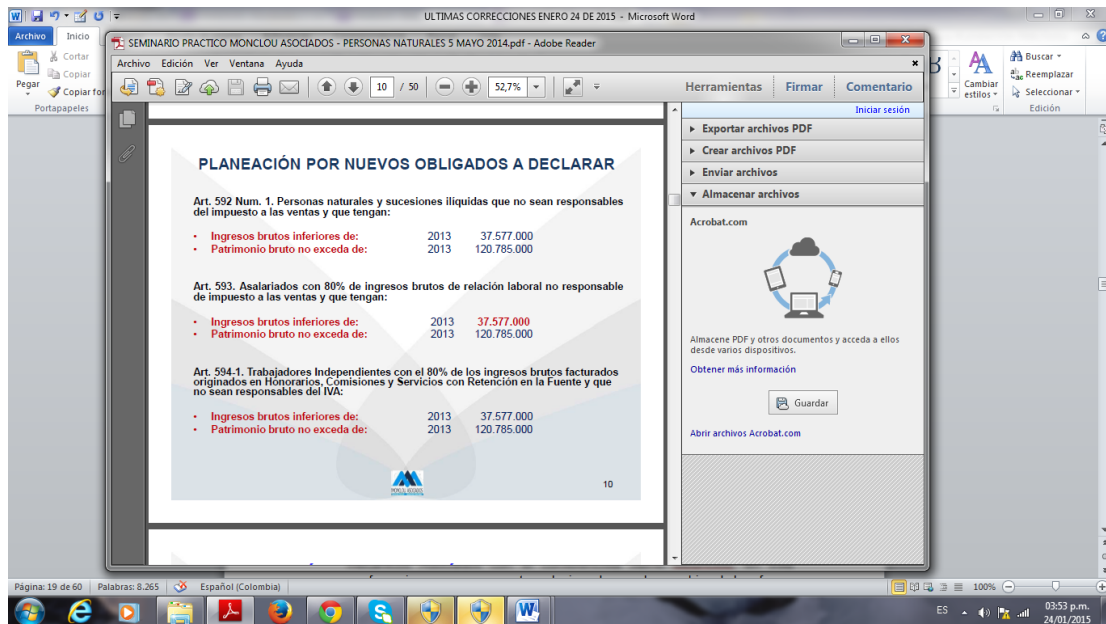 ULTIMAS CORRECCIONES ENERO 24 DE 2015 - Microsoft Word
Archivo
Inicio
Cortar
Copiar
Copiar for
Pegar
Portapapeles
Buscar
Reemplazar
Seleccionar
Cambiar
estilos
Edición
SEMINARIO PRACTICO MONCLOU ASOCIADOS - PERSONAS NATURALES 5 MAYO 2014.pdf - Adobe Reader
Archivo Edición Ver Ventana Ayuda
10 / 50 52,7% Herramientas Firmar Comentario
Iniciar sesión
Exportar archivos PDF
Crear archivos PDF
Enviar archivos
Almacenar archivos
Acrobat.com
Almacene PDF y otros documentos y acceda a ellos
desde varios dispositivos.
Obtener más información
Guardar
Abrir archivos Acrobat.com
PLANEACIÓN POR NUEVOS OBLIGADOS A DECLARAR
Art. 592 Num. 1. Personas naturales y sucesiones iliquidas que no sean responsables
del impuesto a las ventas y que tengan:
• Ingresos brutos inferiores de: 2013 37.577.000
• Patrimonio bruto no exceda de: 2013 120.785.000
Art. 593. Asalariados con 80% de ingresos brutos de relación laboral no responsable
de impuesto a las ventas y que tengan:
• Ingresos brutos inferiores de: 2013 37.577.000
• Patrimonio bruto no exceda de: 2013 120.785.000
Art. 594-1. Trabajadores Independientes con el 80% de los ingresos brutos facturados
originados en Honorarios, Comisiones y Servicios con Retención en la Fuente y que
no sean responsables del IVA:
• Ingresos brutos inferiores de: 2013 37.577.000
• Patrimonio bruto no exceda de: 2013 120.785.000
10
Página: 19 de 60 Palabras: 8.265 Español (Colombia) 100%
ES 03:53 p.m.
24/01/2015